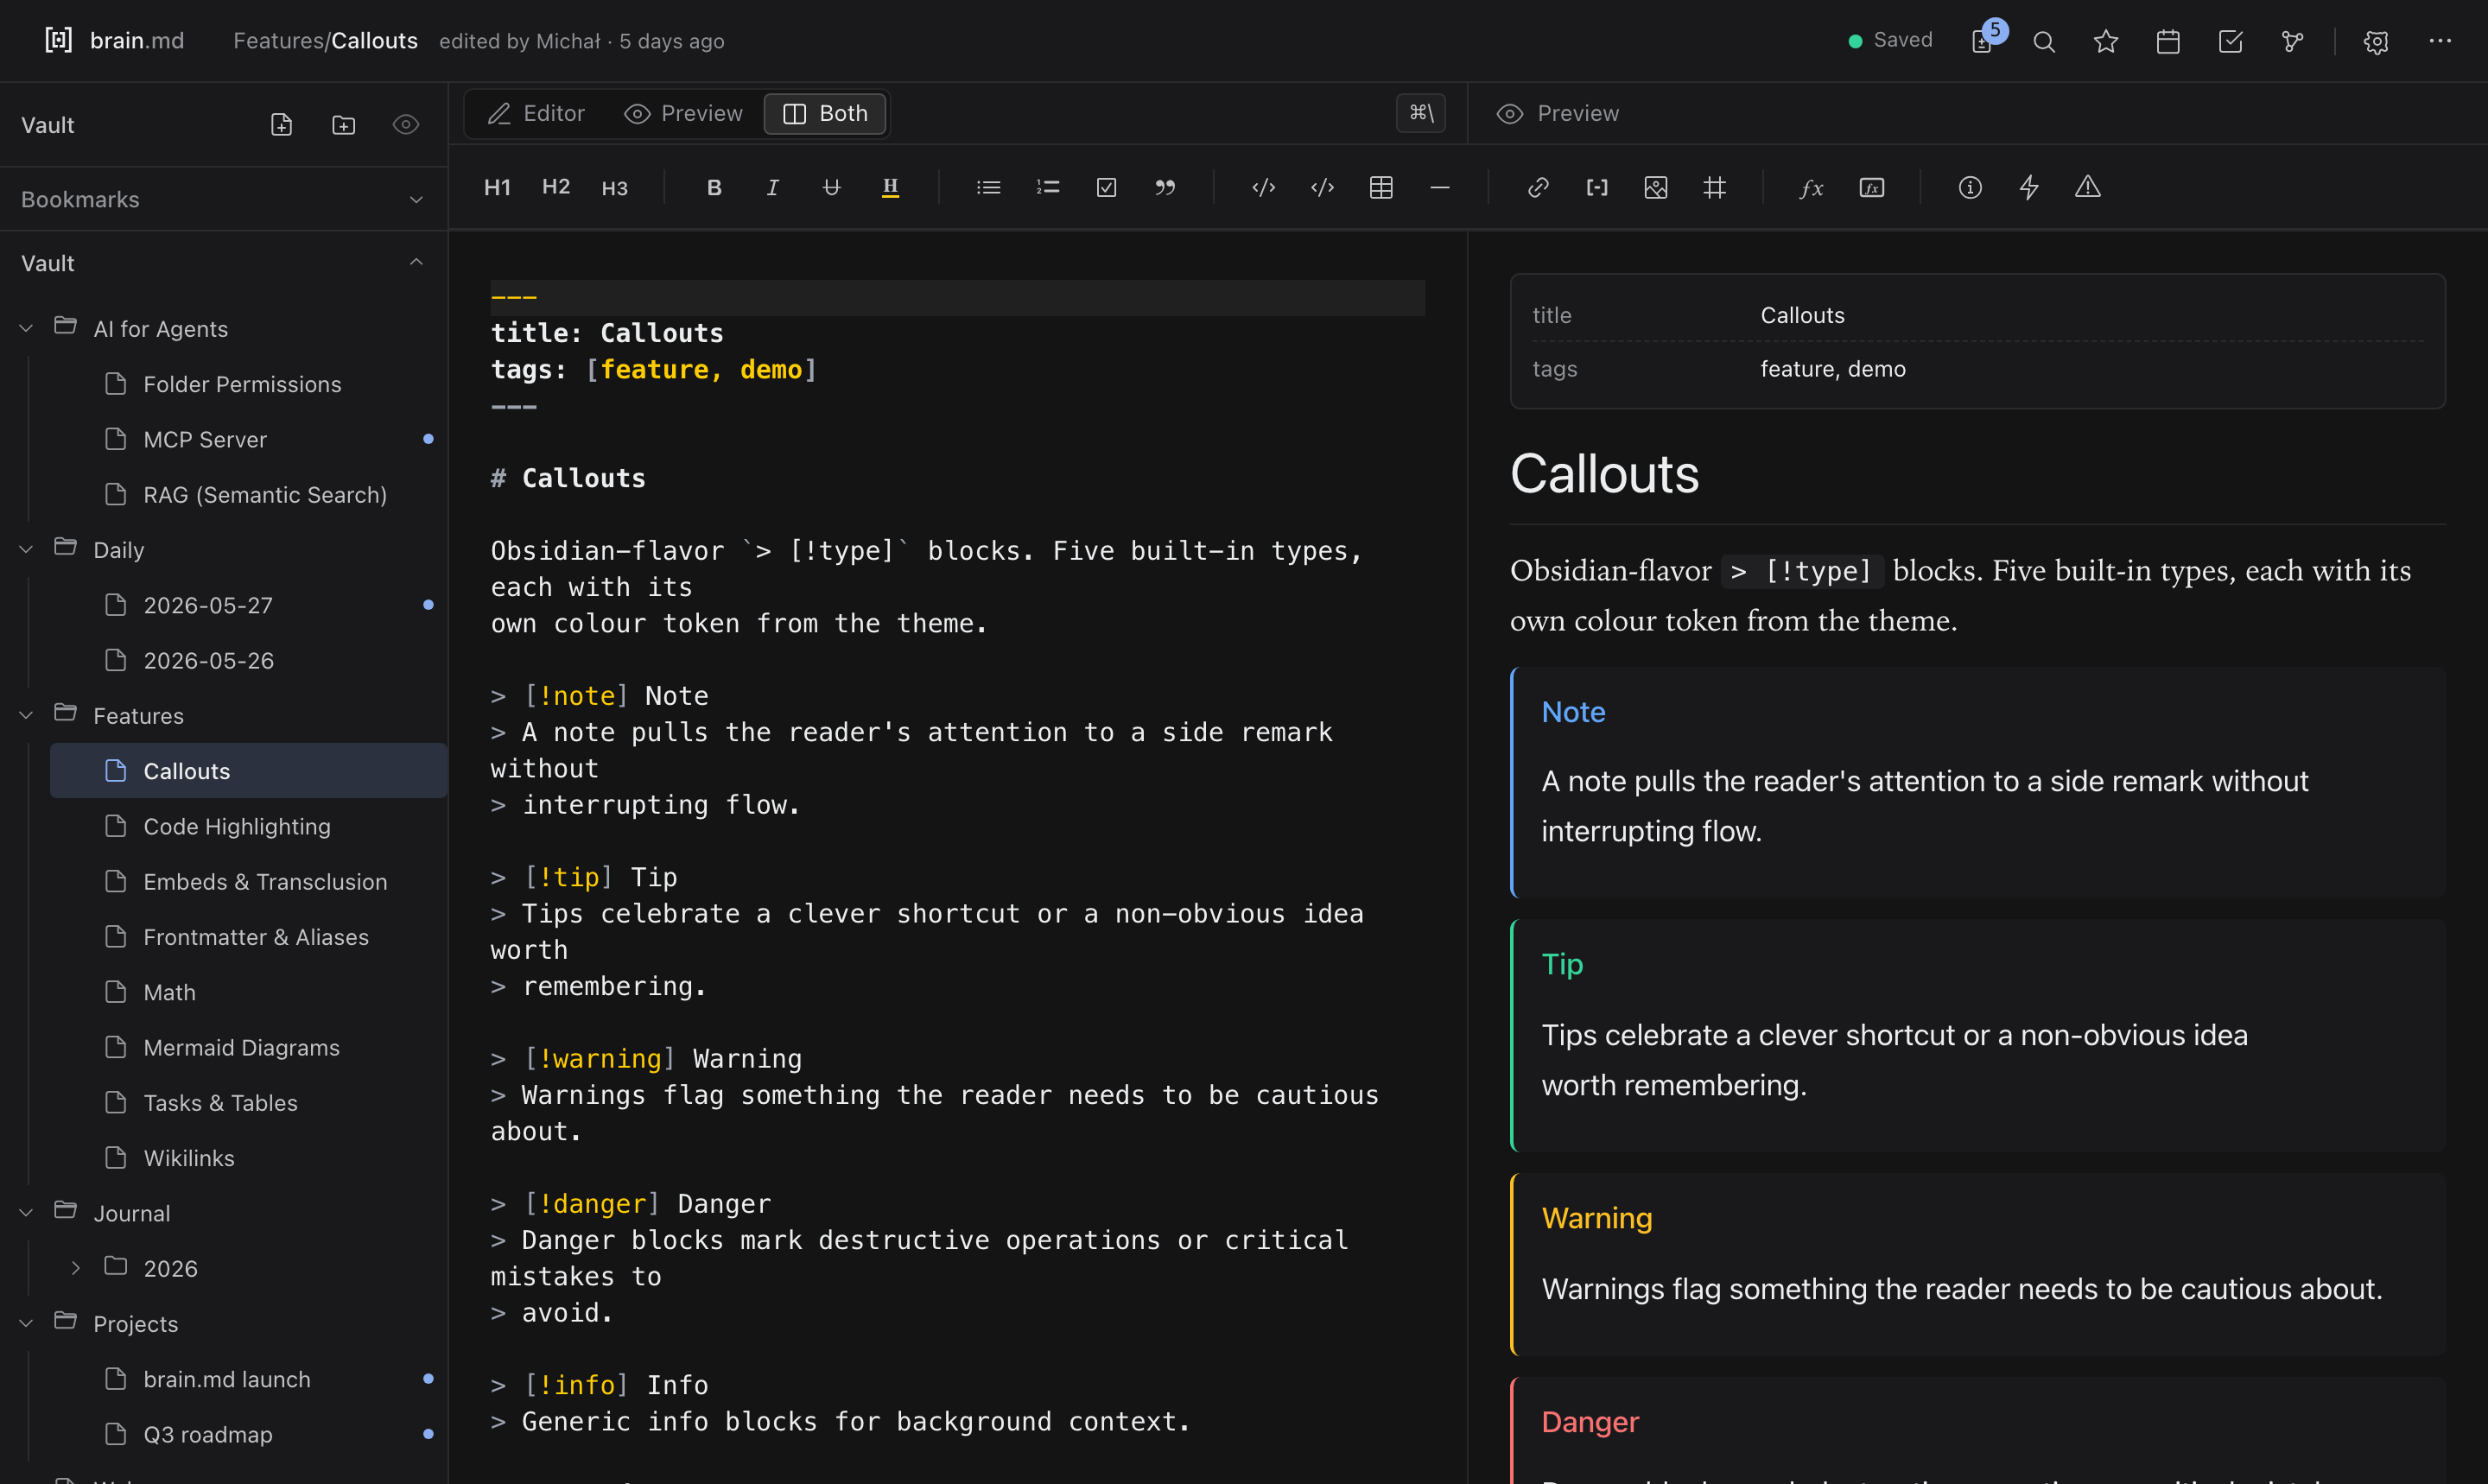 brain.md
Features/Callouts edited by Michał · 5 days ago
Saved
5
Vault
Bookmarks
Vault
AI for Agents
Folder Permissions
MCP Server
RAG (Semantic Search)
Daily
2026-05-27
2026-05-26
Features
Callouts
Code Highlighting
Embeds & Transclusion
Frontmatter & Aliases
Math
Mermaid Diagrams
Tasks & Tables
Wikilinks
Journal
2026
Projects
brain.md launch
Q3 roadmap
Editor Preview Both
⌘\
Preview
H1 H2 H3 B I U H
fx fx
---
title: Callouts
tags: [feature, demo]
---
# Callouts
Obsidian-flavor `> [!type]` blocks. Five built-in types,
each with its
own colour token from the theme.
> [!note] Note
> A note pulls the reader's attention to a side remark
without
> interrupting flow.
> [!tip] Tip
> Tips celebrate a clever shortcut or a non-obvious idea
worth
> remembering.
> [!warning] Warning
> Warnings flag something the reader needs to be cautious
about.
> [!danger] Danger
> Danger blocks mark destructive operations or critical
mistakes to
> avoid.
> [!info] Info
> Generic info blocks for background context.
title Callouts
tags feature, demo
Callouts
Obsidian-flavor > [!type] blocks. Five built-in types, each with its
own colour token from the theme.
Note
A note pulls the reader's attention to a side remark without
interrupting flow.
Tip
Tips celebrate a clever shortcut or a non-obvious idea
worth remembering.
Warning
Warnings flag something the reader needs to be cautious about.
Danger